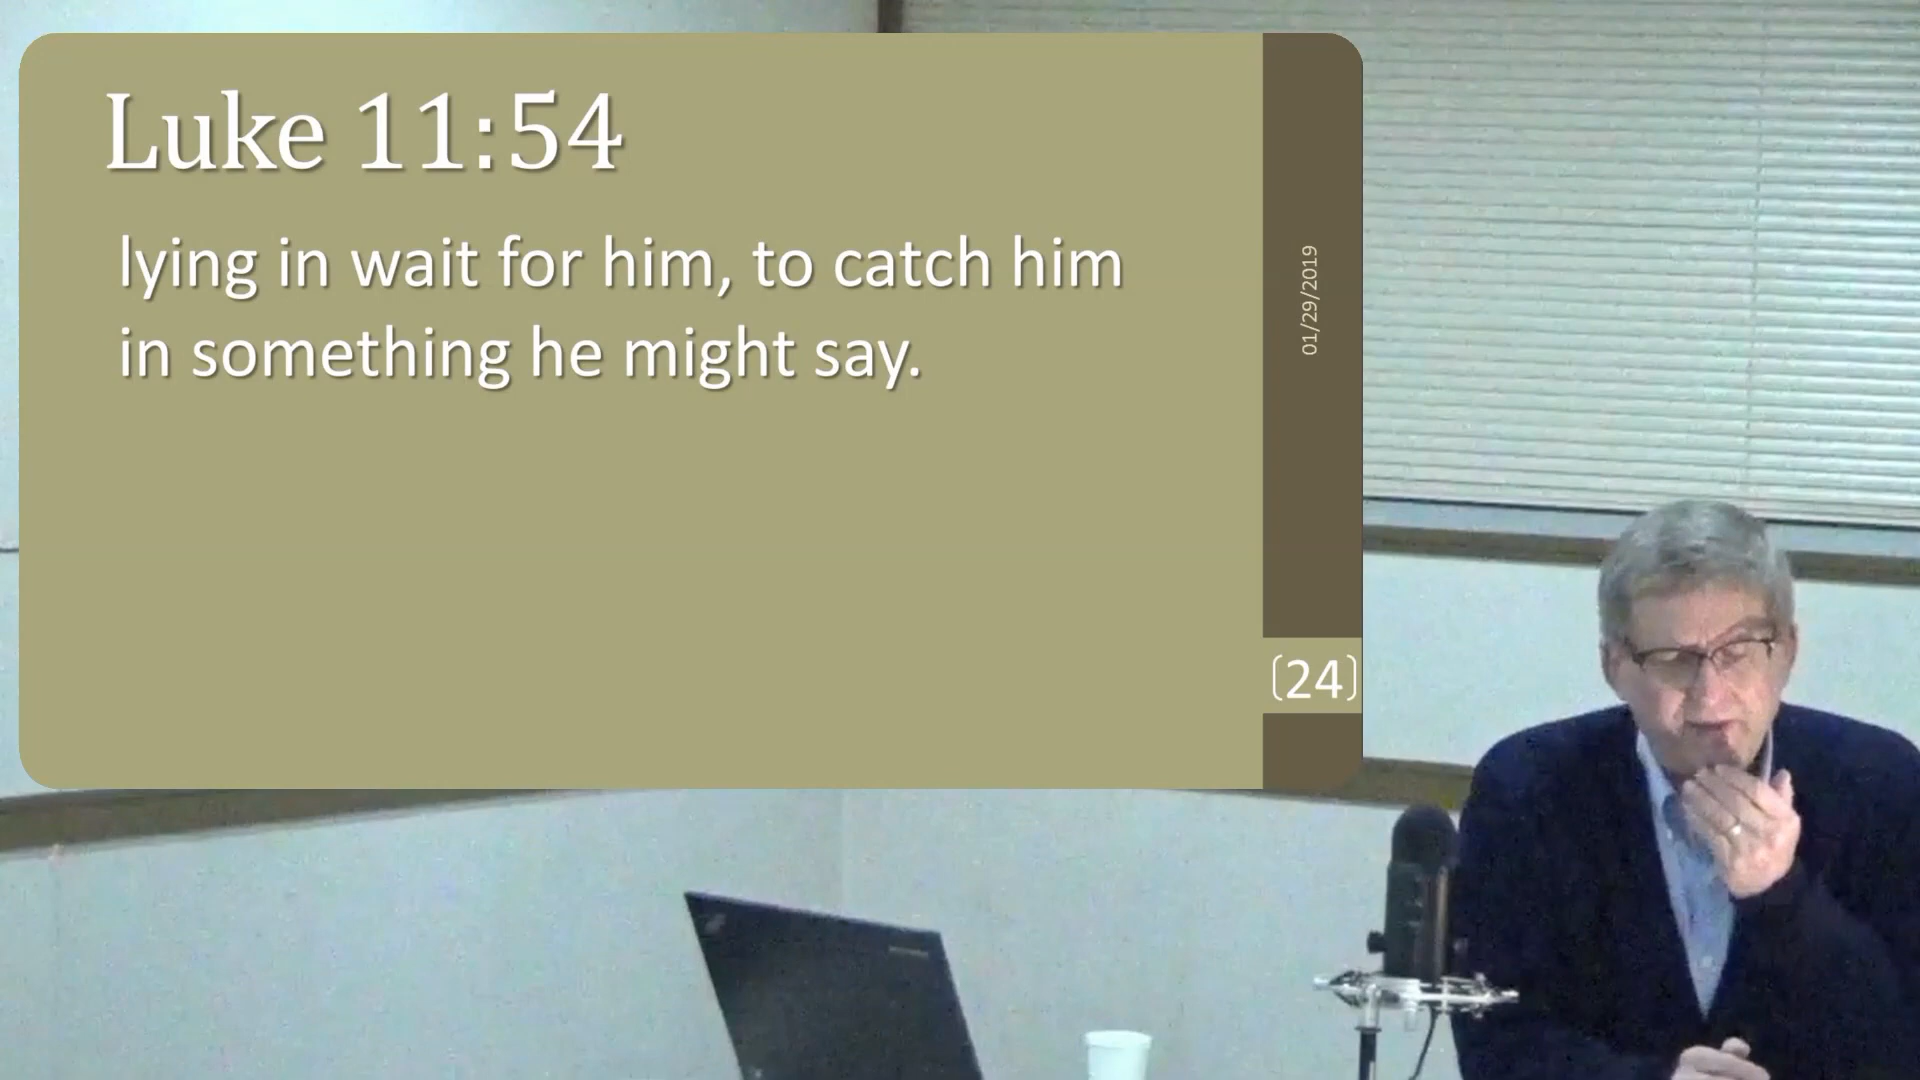 Luke 11:54
lying in wait for him, to catch him
in something he might say.
01/29/2019
(24)